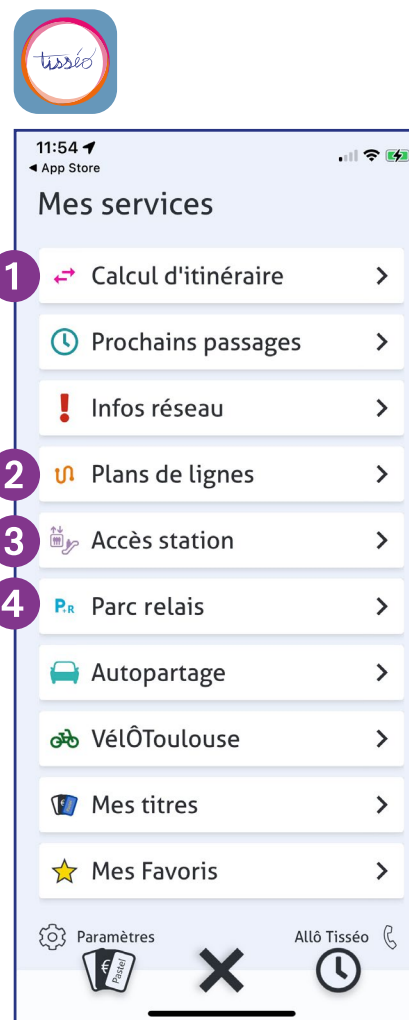 tisséo
11:54
◀ App Store
Mes services
1
Calcul d'itinéraire
Prochains passages
Infos réseau
2
Plans de lignes
3
Accès station
4
P+R
Parc relais
Autopartage
VélÔToulouse
€
Mes titres
Mes Favoris
Paramètres
Allô Tisséo
€
Pastel